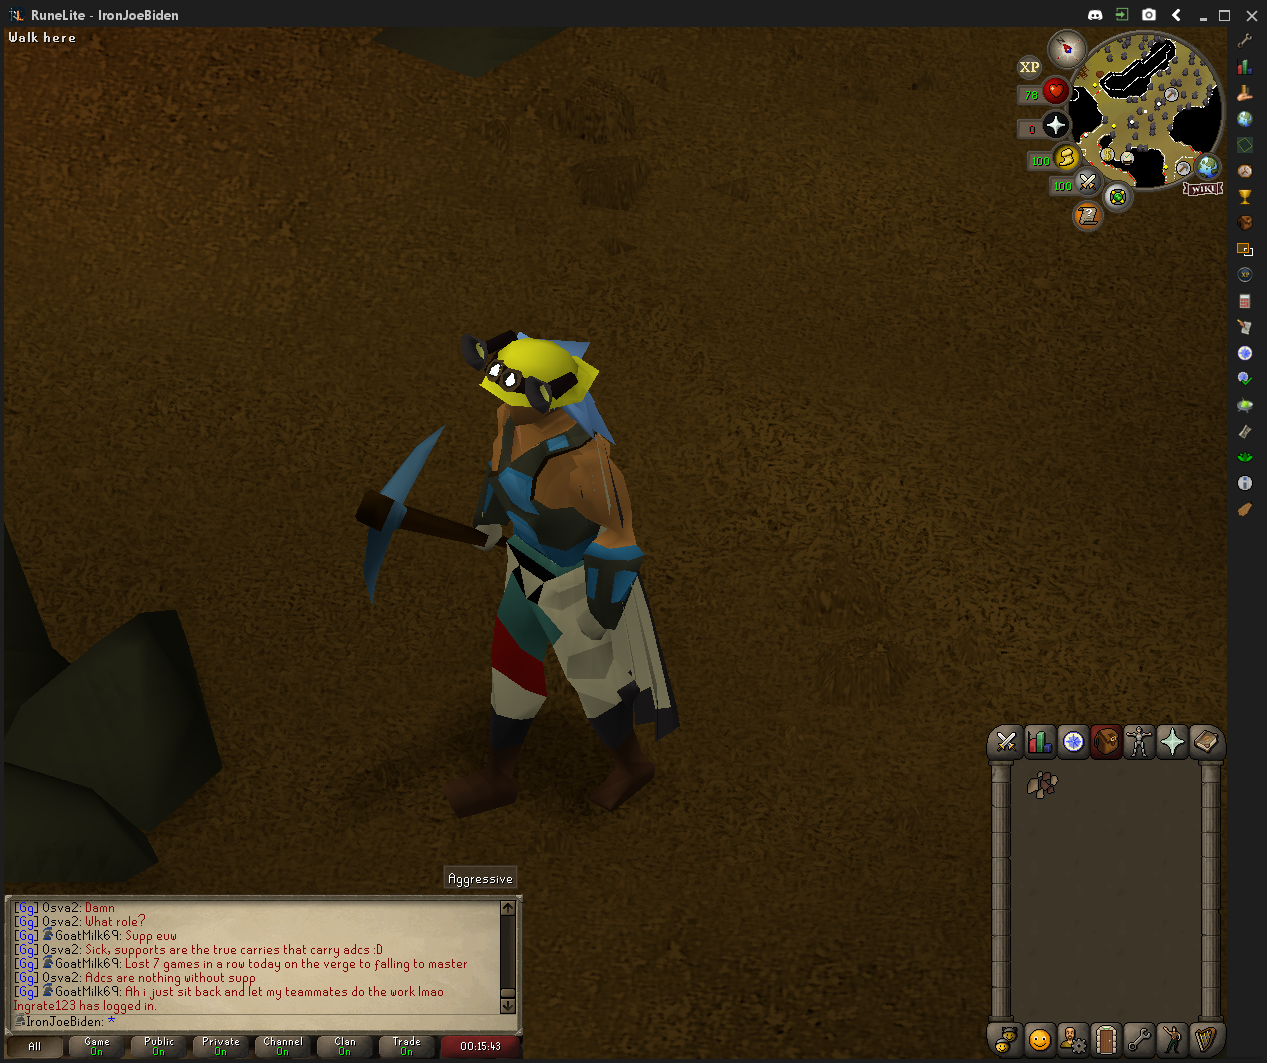 RuneLite - IronJoeBiden
Walk here
XP
78
0
100
100
WIKI
XP
Aggressive
[Gg] Osva2: Damn
[Gg] Osva2: What role?
[Gg] GoatMilk69: Supp euw
[Gg] Osva2: Sick, supports are the true carries that carry adcs :D
[Gg] GoatMilk69: Lost 7 games in a row today on the verge to falling to master
[Gg] Osva2: Adcs are nothing without supp
[Gg] GoatMilk69: Ah i just sit back and let my teammates do the work lmao
Ingrate123 has logged in.
IronJoeBiden: *
All
Game
On
Public
On
Private
On
Channel
On
Clan
On
Trade
On
00:15:43